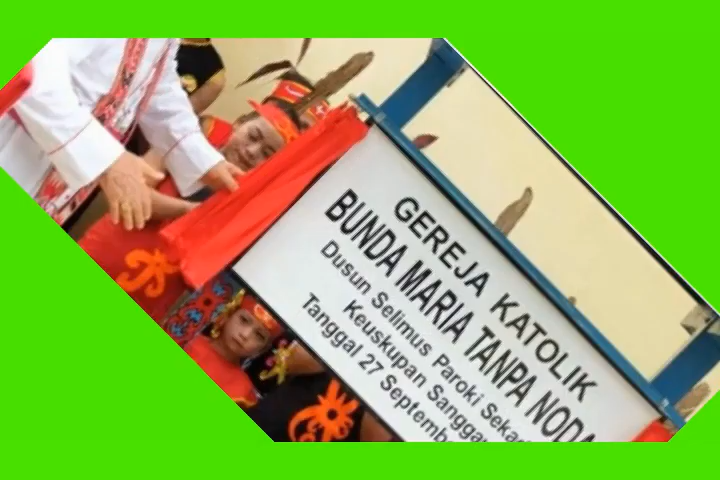 GEREJA KATOLIK
BUNDA MARIA TANPA NODA
Dusun Selimus Paroki
Keuskupan
Tanggal 27